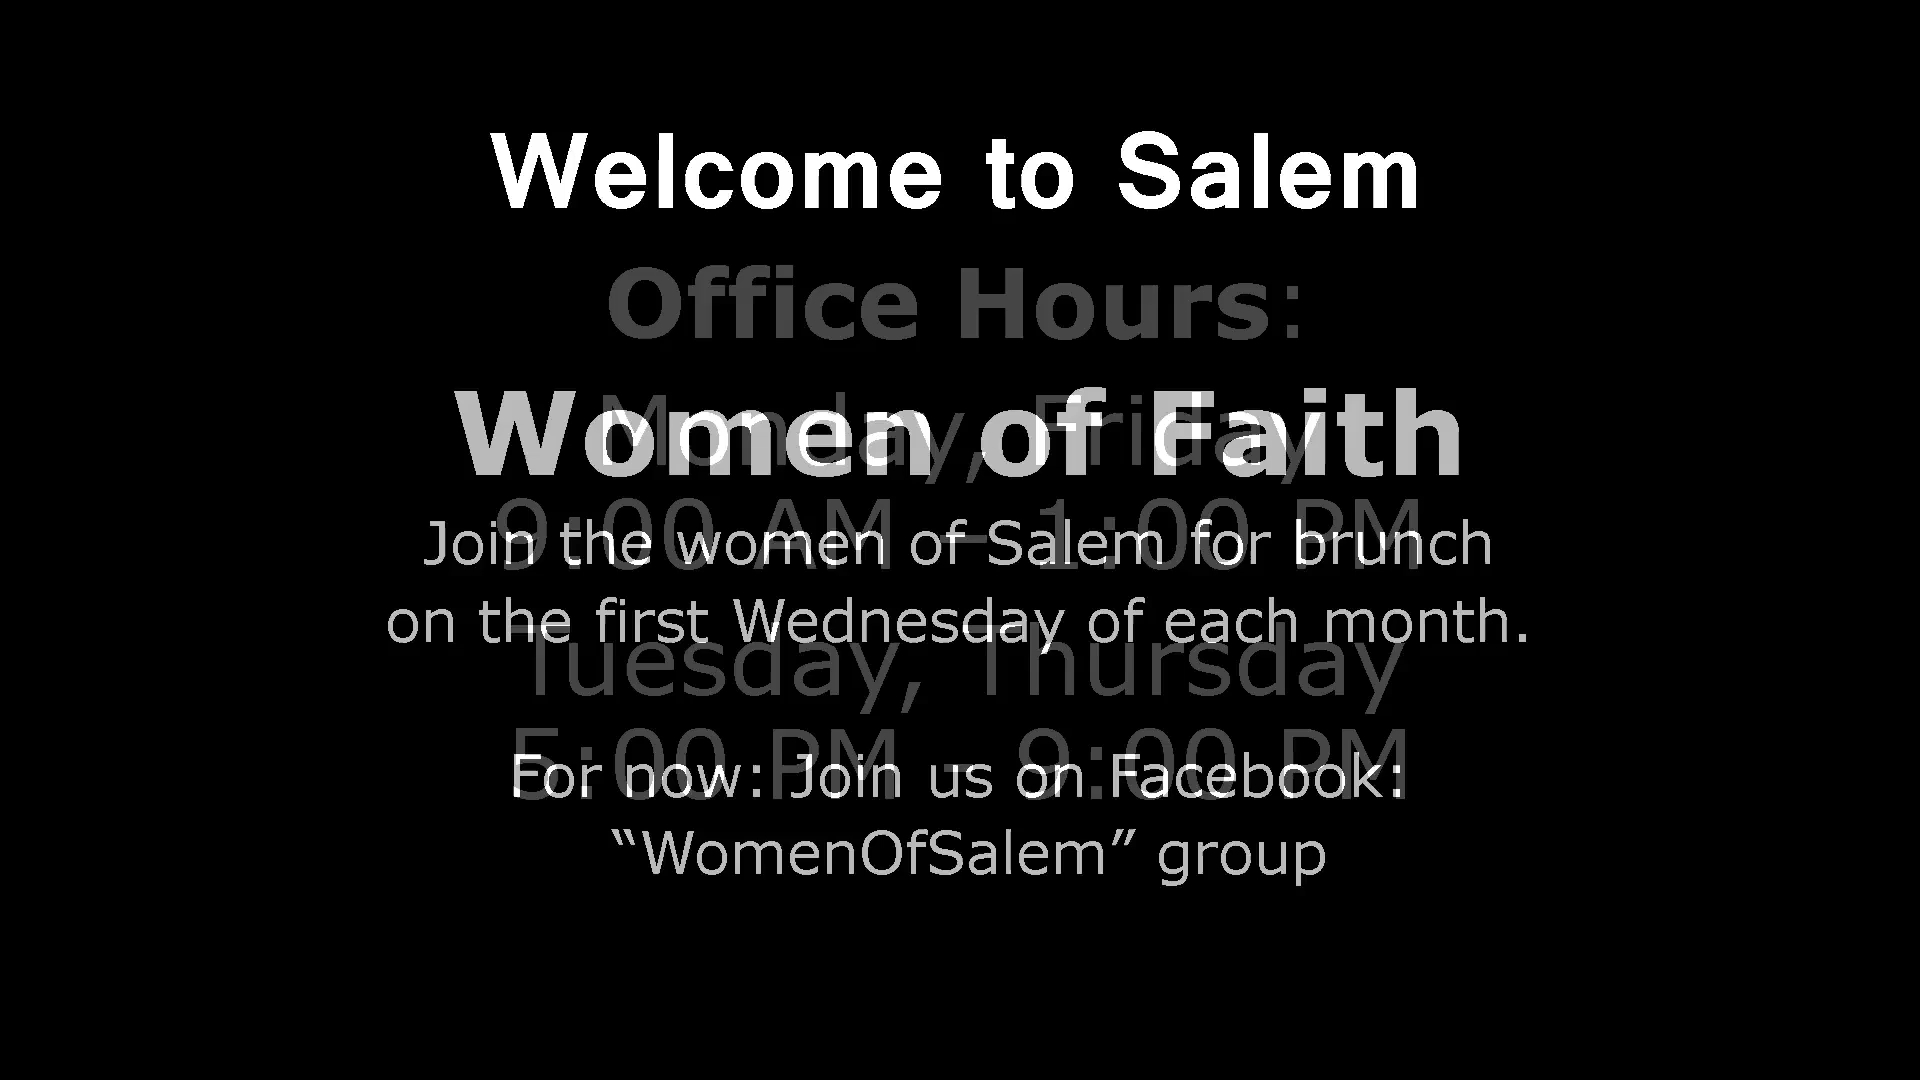 Welcome to Salem
Office Hours:
Women of Faith
Monday, Friday
9:00 AM – 1:00 PM
Join the women of Salem for brunch
on the first Wednesday of each month.
Tuesday, Thursday
5:00 PM – 9:00 PM
For now: Join us on Facebook:
“WomenOfSalem” group